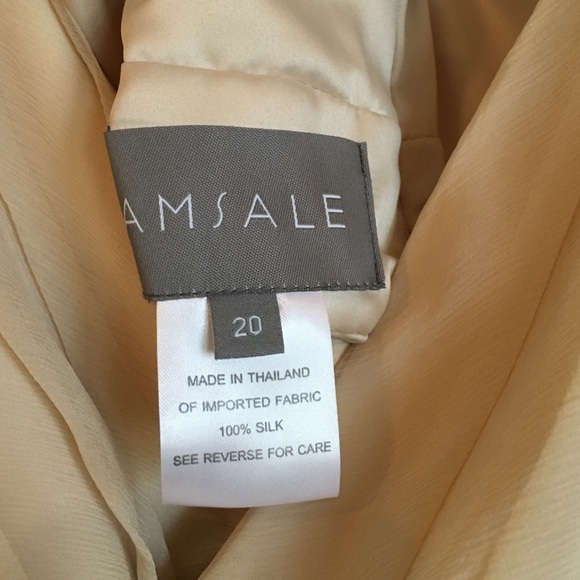 AMSALE
20
MADE IN THAILAND
OF IMPORTED FABRIC
100% SILK
SEE REVERSE FOR CARE